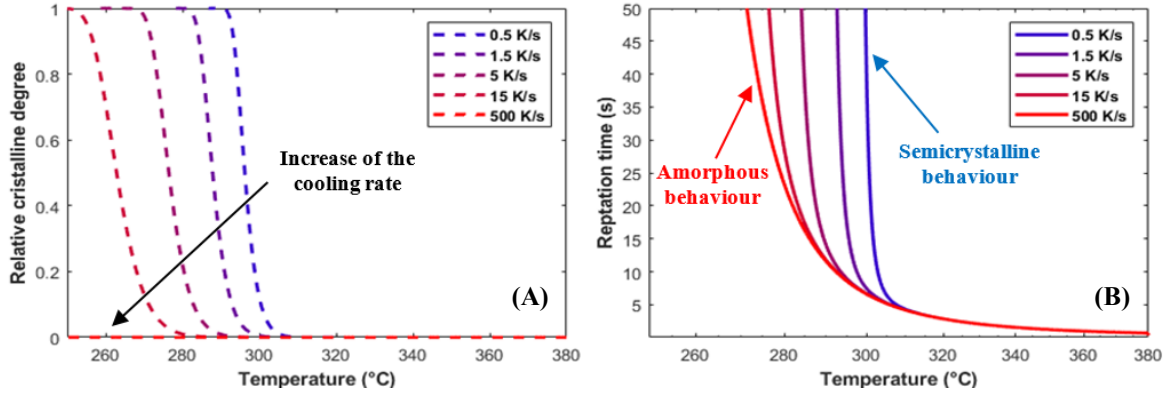 Relative cristalline degree
1
0.8
0.6
0.4
0.2
0
0.5 K/s
1.5 K/s
5 K/s
15 K/s
500 K/s
Increase of the
cooling rate
(A)
260 280 300 320 340 360 380
Temperature (°C)
Reptation time (s)
50
45
40
35
30
25
20
15
10
5
0.5 K/s
1.5 K/s
5 K/s
15 K/s
500 K/s
Amorphous
behaviour
Semicrystalline
behaviour
(B)
260 280 300 320 340 360 380
Temperature (°C)